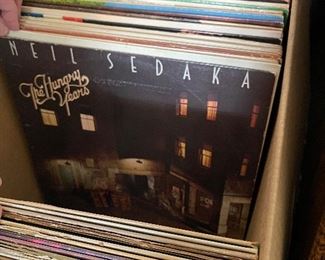 NEIL SEDAKA
The Hungry
Years